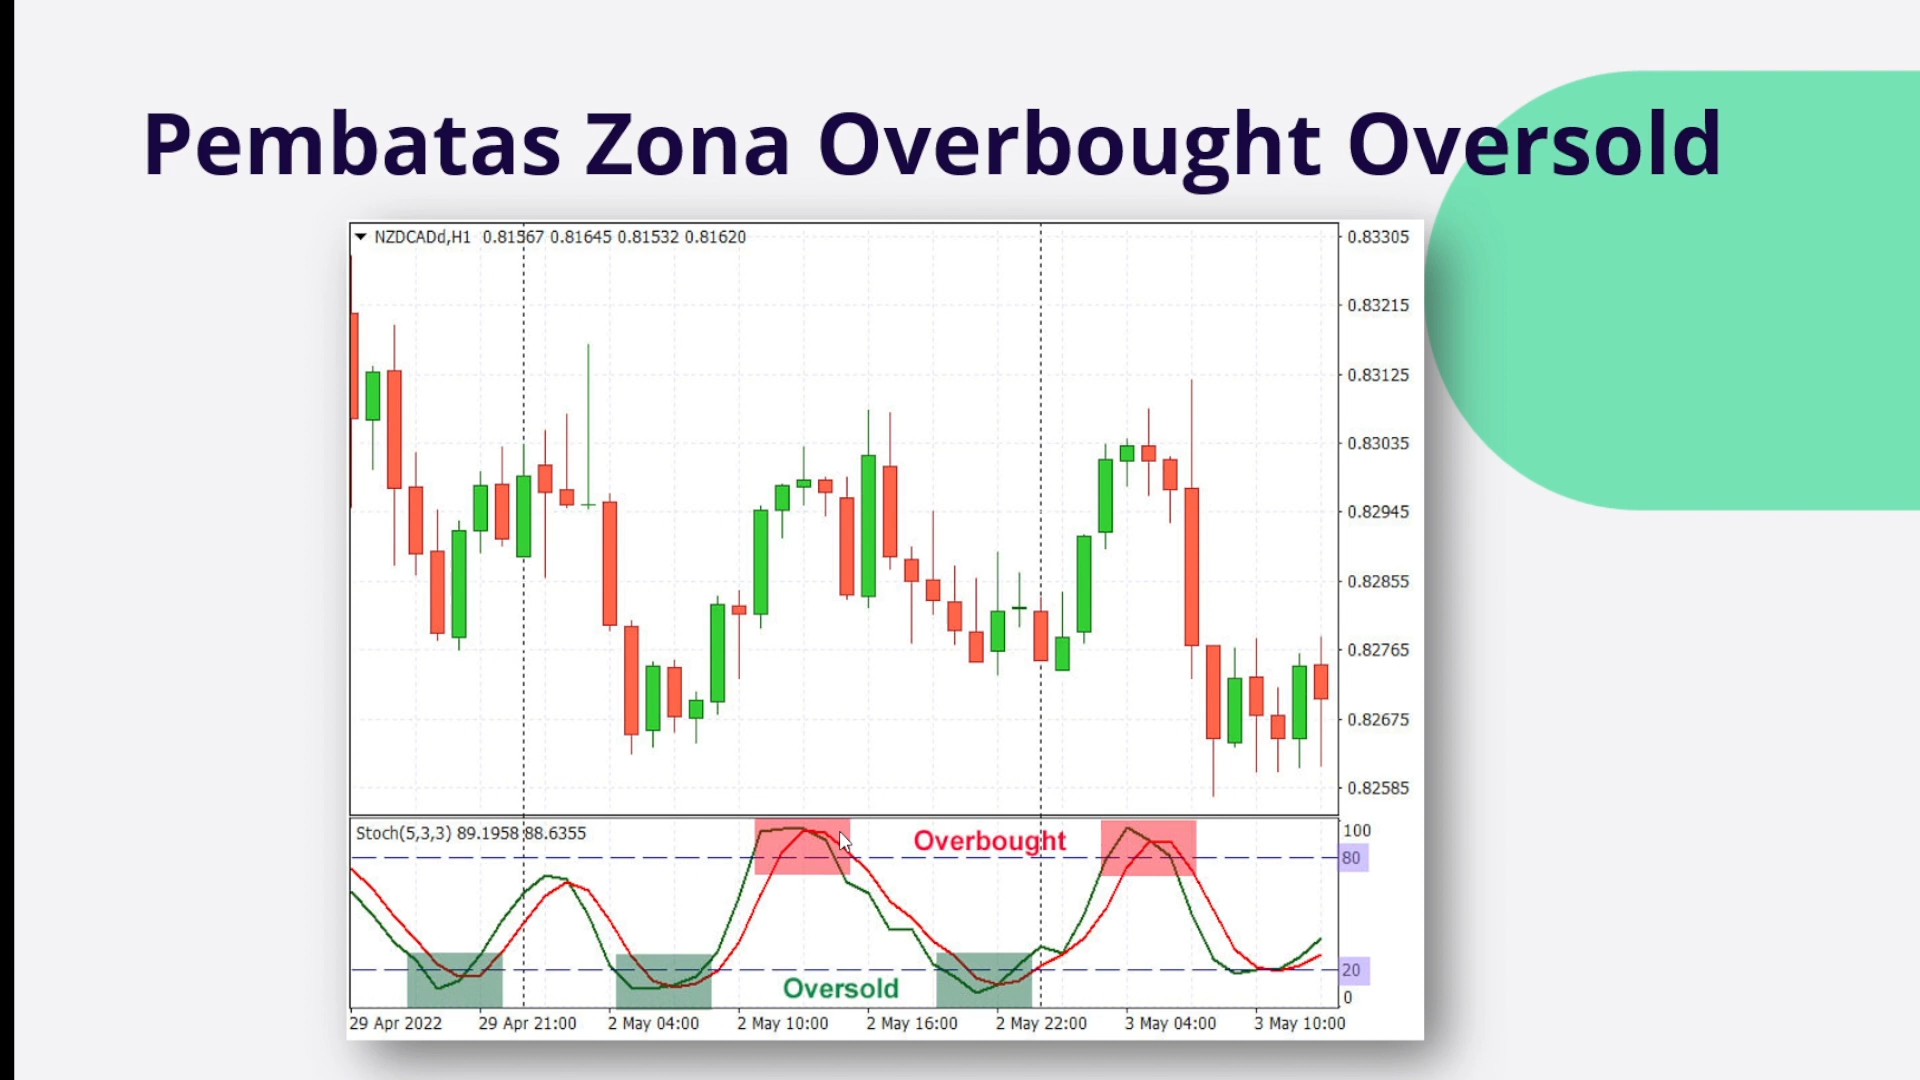 Pembatas Zona Overbought Oversold
NZDCADd,H1 0.81567 0.81645 0.81532 0.81620
0.83305
0.83215
0.83125
0.83035
0.82945
0.82855
0.82765
0.82675
0.82585
Stoch(5,3,3) 89.1958 88.6355
Overbought
100
80
20
Oversold
0
29 Apr 2022 29 Apr 21:00 2 May 04:00 2 May 10:00 2 May 16:00 2 May 22:00 3 May 04:00 3 May 10:00